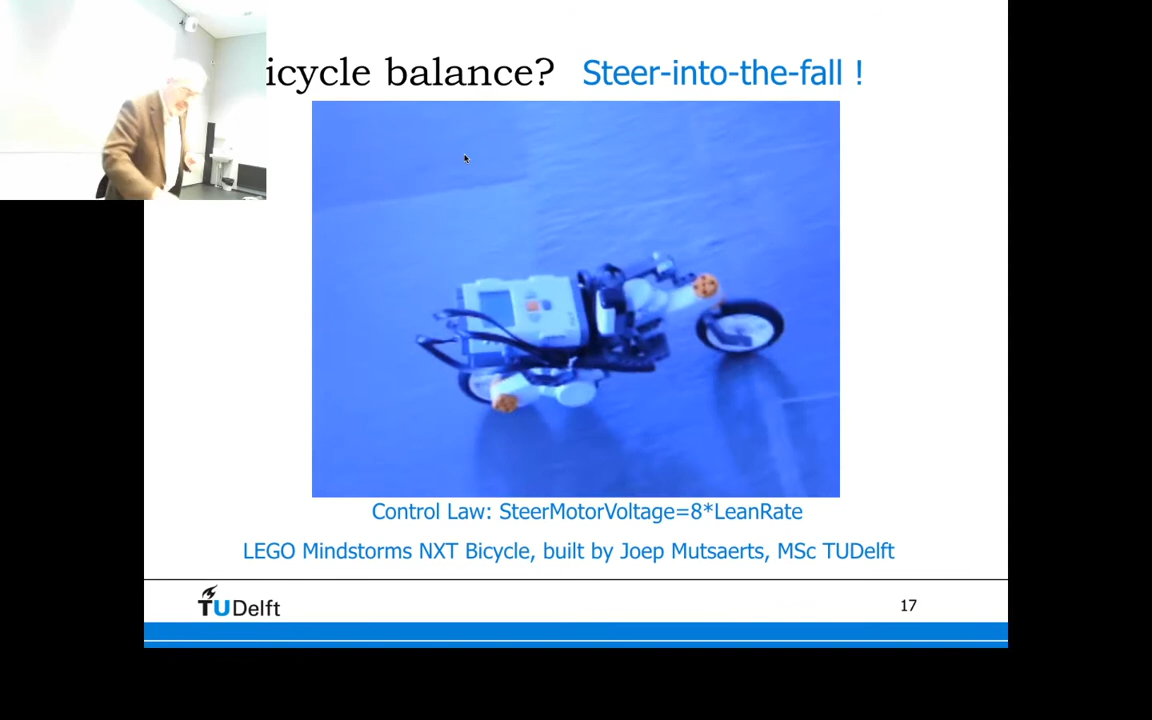 icycle balance? Steer-into-the-fall !
Control Law: SteerMotorVoltage=8*LeanRate
LEGO Mindstorms NXT Bicycle, built by Joep Mutsaerts, MSc TUDelft
TUDelft
17